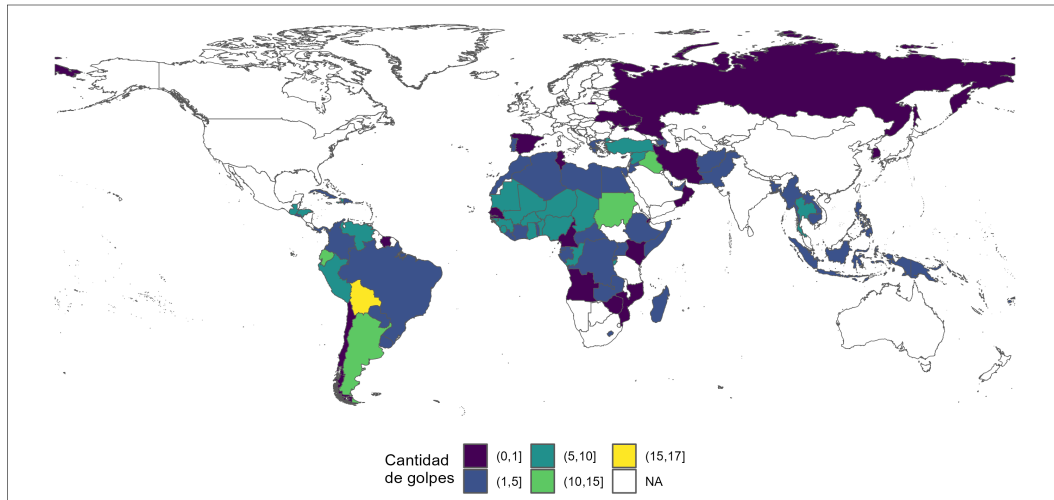 Cantidad
de golpes
(0,1]
(5,10]
(15,17]
(1,5]
(10,15]
NA